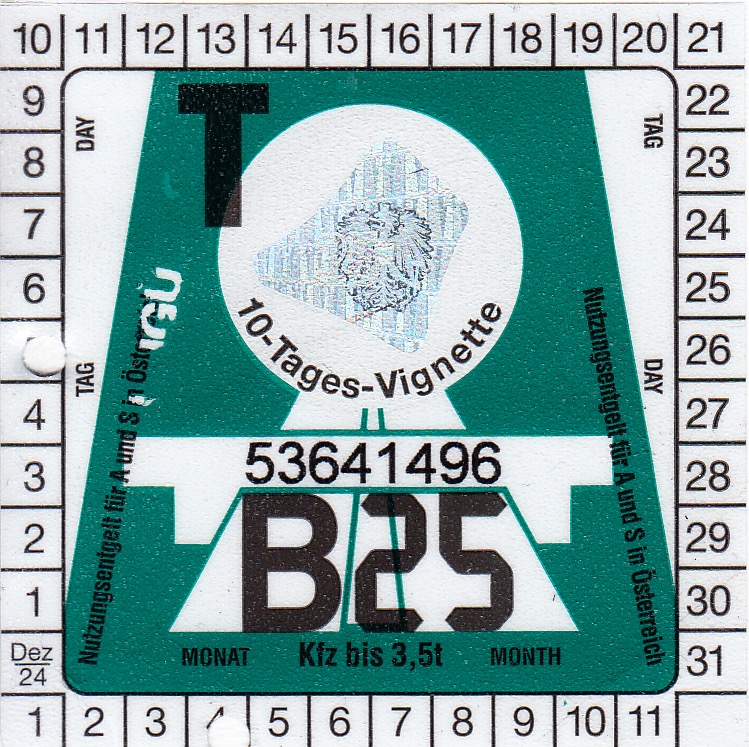 10 11 12 13 14 15 16 17 18 19 20 21
9
8
7
6
4
3
2
1
Dez
24
22
23
24
25
26
27
28
29
30
31
DAY
TAG
T
10-Tages-Vignette
TAG
DAY
Nutzungsentgelt für A und S in Österreich
53641496
B25
MONAT
Kfz bis 3,5t
MONTH
1 2 3 4 5 6 7 8 9 10 11